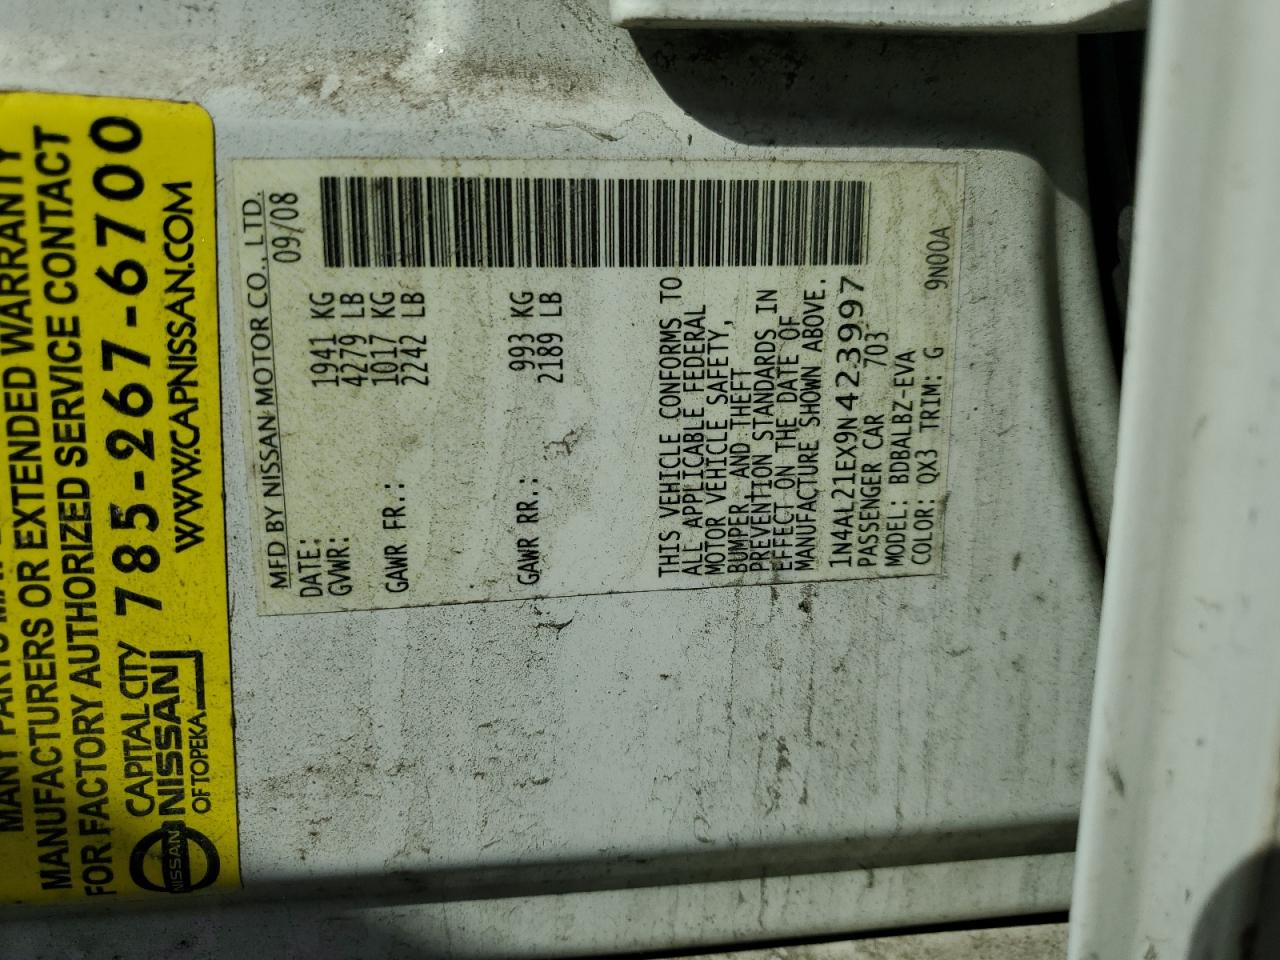 MANUFACTURERS OR EXTENDED WARRANTY
FOR FACTORY AUTHORIZED SERVICE CONTACT
CAPITAL CITY
NISSAN
OF TOPEKA
NISSAN
785-267-6700
WWW.CAPNISSAN.COM
MFD BY NISSAN MOTOR CO., LTD.
DATE: 09/08
GVWR: 1941 KG
4279 LB
GAWR FR.: 1017 KG
2242 LB
GAWR RR.: 993 KG
2189 LB
THIS VEHICLE CONFORMS TO
ALL APPLICABLE FEDERAL
MOTOR VEHICLE SAFETY,
BUMPER, AND THEFT
PREVENTION STANDARDS IN
EFFECT ON THE DATE OF
MANUFACTURE SHOWN ABOVE.
1N4AL21EX9N423997
PASSENGER CAR 703
MODEL: BDBALBZ-EVA
COLOR: QX3 TRIM: G 9N00A